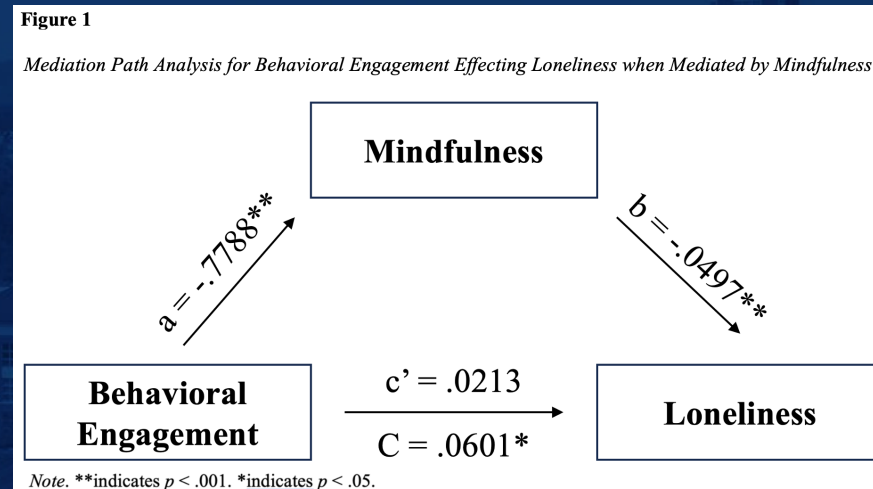 Figure 1
Mediation Path Analysis for Behavioral Engagement Effecting Loneliness when Mediated by Mindfulness
Mindfulness
a = -.7788**
b = -.0497**
Behavioral
Engagement
c’ = .0213
C = .0601*
Loneliness
Note. **indicates p < .001. *indicates p < .05.